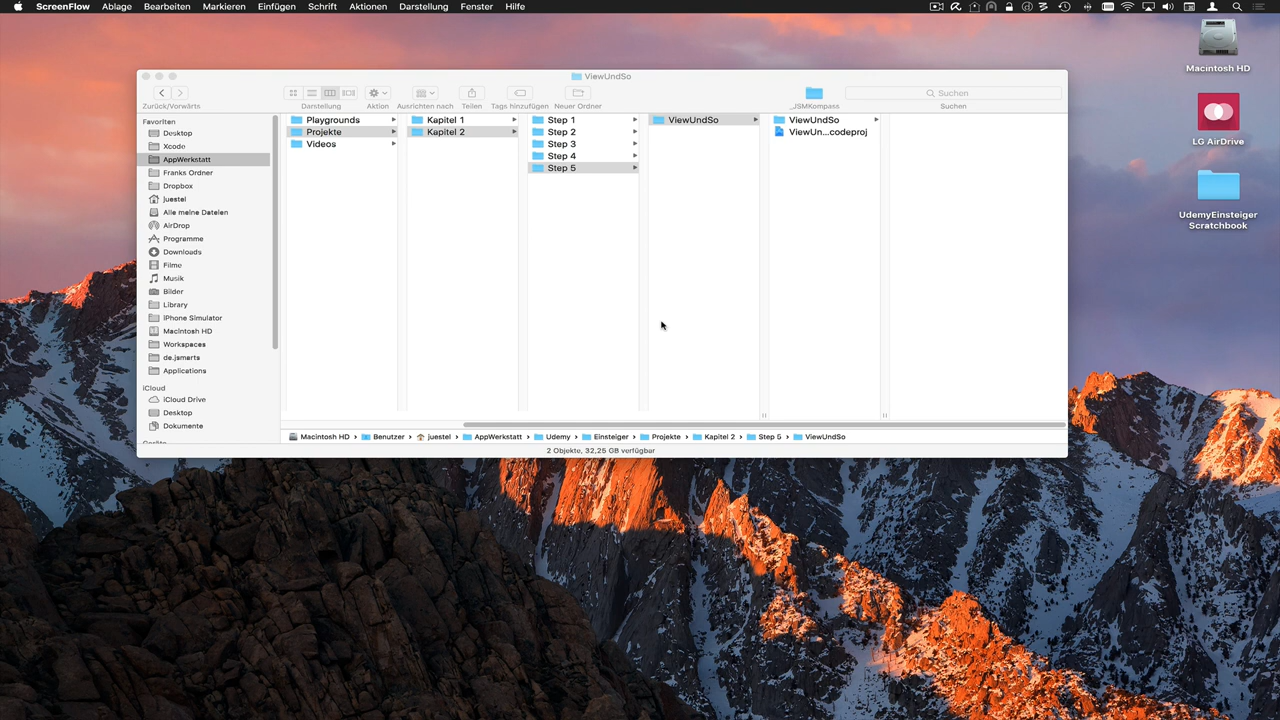 ScreenFlow Ablage Bearbeiten Markieren Einfügen Schrift Aktionen Darstellung Fenster Hilfe
Macintosh HD
LG AirDrive
UdemyEinsteiger
Scratchbook
ViewUndSo
Suchen
Zurück/Vorwärts Darstellung Aktion Ausrichten nach Teilen Tags hinzufügen Neuer Ordner _JSMKompass Suchen
Favoriten
Desktop
Xcode
AppWerkstatt
Franks Ordner
Dropbox
juestel
Alle meine Dateien
AirDrop
Programme
Downloads
Filme
Musik
Bilder
Library
iPhone Simulator
Macintosh HD
Workspaces
de.jsmarts
Applications
iCloud
iCloud Drive
Desktop
Dokumente
Geräte
Playgrounds
Projekte
Videos
Kapitel 1
Kapitel 2
Step 1
Step 2
Step 3
Step 4
Step 5
ViewUndSo
ViewUndSo
ViewUn...codeproj
Macintosh HD Benutzer juestel AppWerkstatt Udemy Einsteiger Projekte Kapitel 2 Step 5 ViewUndSo
2 Objekte, 32,25 GB verfügbar